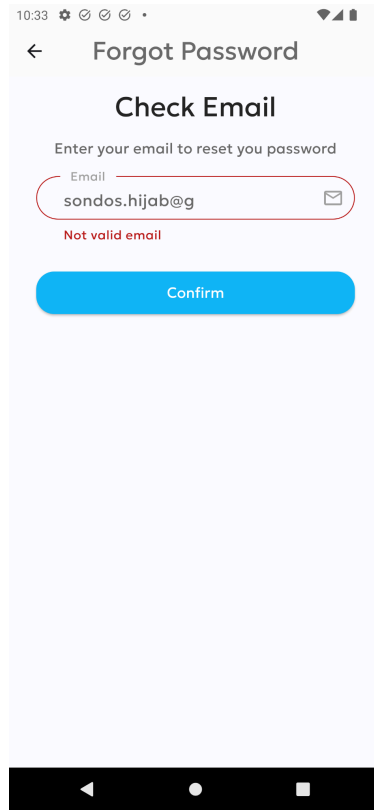 10:33
Forgot Password
Check Email
Enter your email to reset you password
Email
sondos.hijab@g
Not valid email
Confirm